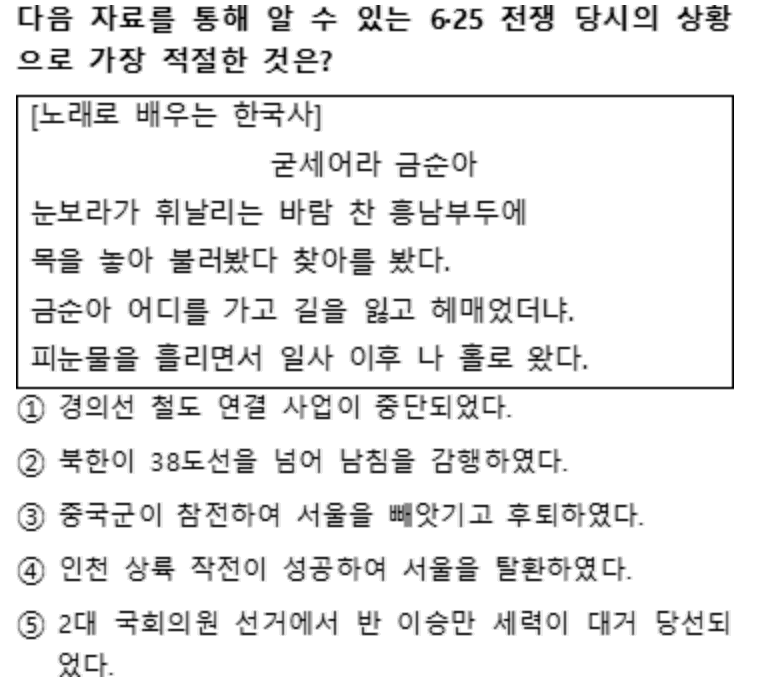 다음 자료를 통해 알 수 있는 6·25 전쟁 당시의 상황
으로 가장 적절한 것은?
[노래로 배우는 한국사]
굳세어라 금순아
눈보라가 휘날리는 바람 찬 흥남부두에
목을 놓아 불러봤다 찾아를 봤다.
금순아 어디를 가고 길을 잃고 헤매었더냐.
피눈물을 흘리면서 일사 이후 나 홀로 왔다.
① 경의선 철도 연결 사업이 중단되었다.
② 북한이 38도선을 넘어 남침을 감행하였다.
③ 중국군이 참전하여 서울을 빼앗기고 후퇴하였다.
④ 인천 상륙 작전이 성공하여 서울을 탈환하였다.
⑤ 2대 국회의원 선거에서 반 이승만 세력이 대거 당선되
었다.